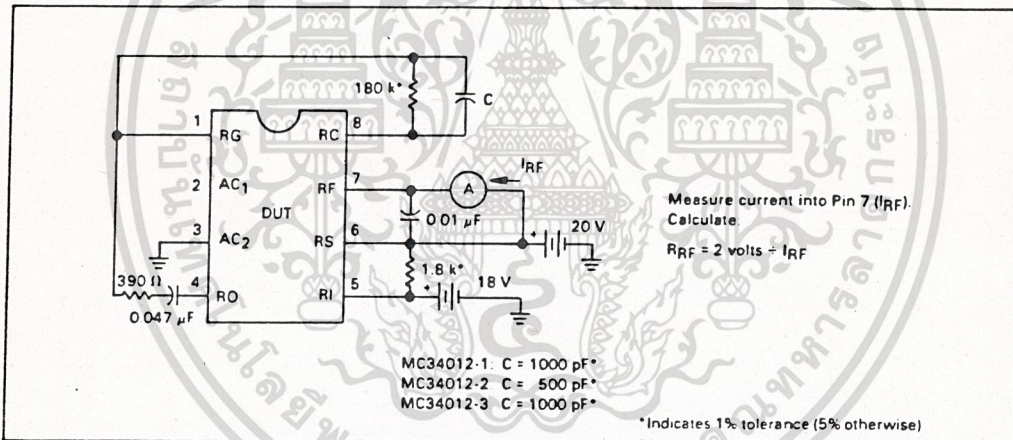 180 k*
C
1 RG RC 8
2 AC1 RF 7
IRF
A
DUT
0.01 µF
3 AC2 RS 6
20 V
390 Ω
1.8 k*
4 RO RI 5
18 V
0.047 µF
Measure current into Pin 7 (IRF).
Calculate
RRF = 2 volts ÷ IRF
MC34012-1: C = 1000 pF*
MC34012-2 C = 500 pF*
MC34012-3 C = 1000 pF*
*Indicates 1% tolerance (5% otherwise)